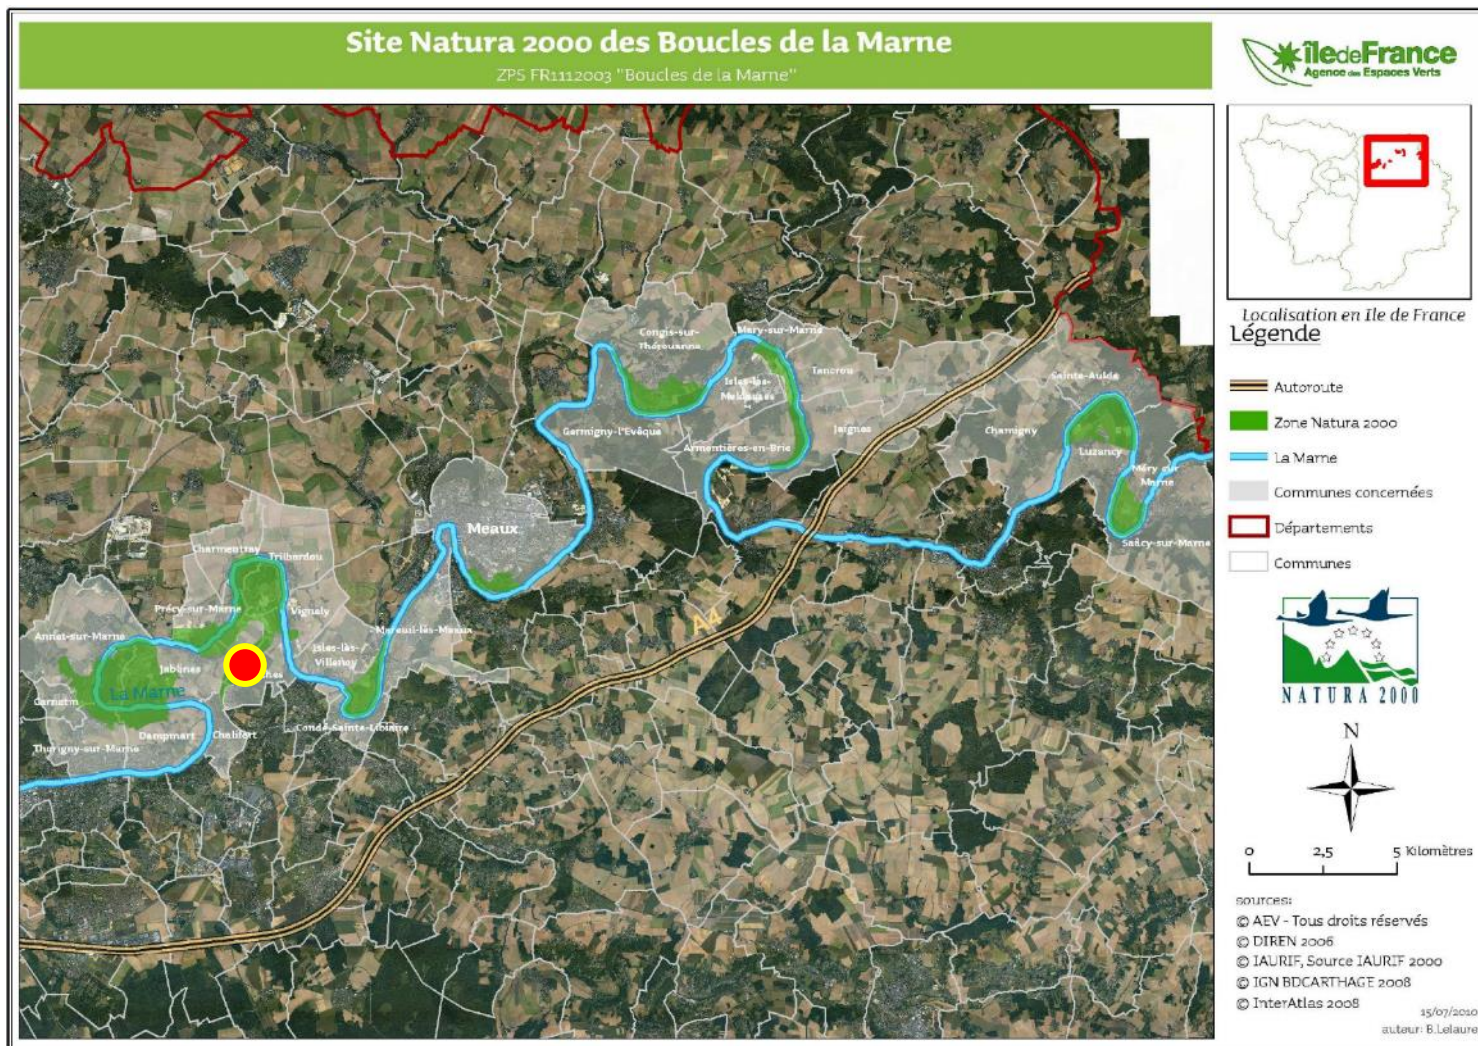 Site Natura 2000 des Boucles de la Marne
ZPS FR1112003 "Boucles de la Marne"
îledeFrance
Agence des Espaces Verts
Localisation en Ile de France
Légende
Autoroute
Zone Natura 2000
La Marne
Communes concernées
Départements
Communes
NATURA 2000
N
0 2,5 5 Kilomètres
sources:
© AEV - Tous droits réservés
© DIREN 2006
© IAURIF, Source IAURIF 2000
© IGN BDCARTHAGE 2008
© InterAtlas 2008
15/07/2010
auteur: B.Lelaure
Congis-sur-
Thérouanne
Mary-sur-Marne
Tancrou
Isles-les-
Meldeuses
Germigny-l'Evêque
Armentières-en-Brie
Jaignes
Sainte-Aulde
Chamigny
Luzancy
Méry-sur-
Marne
Saâcy-sur-Marne
Meaux
Charmentray
Trilbardou
Précy-sur-Marne
Vignely
Mareuil-lès-Meaux
Isles-lès-
Villenoy
Annet-sur-Marne
Jablines
La Marne
Carnetin
Condé-Sainte-Libiaire
Dampmart
Chalifert
Thorigny-sur-Marne
A4